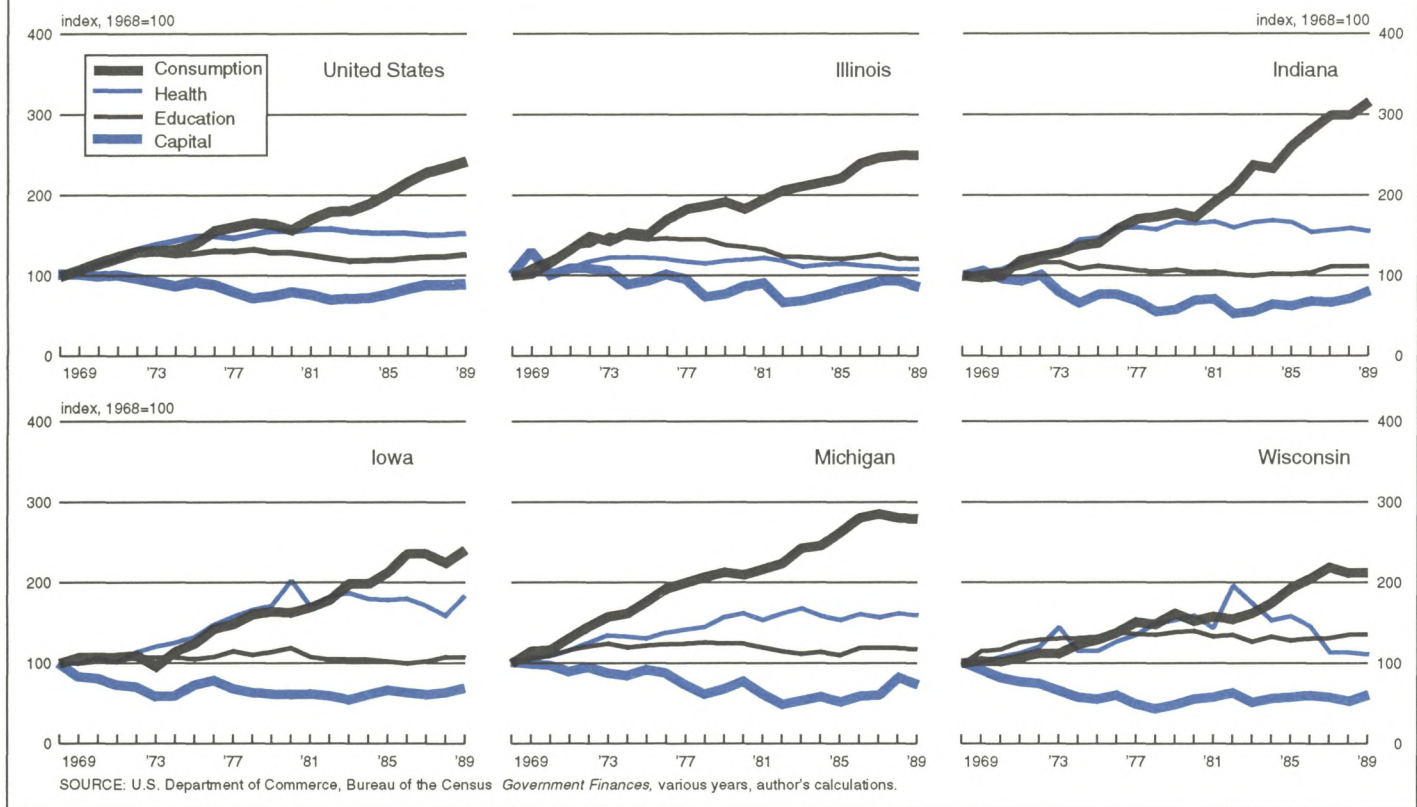 index, 1968=100
index, 1968=100
400
400
Consumption
Health
Education
Capital
United States
Illinois
Indiana
300
300
200
200
100
100
0
0
1969 '73 '77 '81 '85 '89
1969 '73 '77 '81 '85 '89
1969 '73 '77 '81 '85 '89
index, 1968=100
400
400
Iowa
Michigan
Wisconsin
300
300
200
200
100
100
0
0
1969 '73 '77 '81 '85 '89
1969 '73 '77 '81 '85 '89
1969 '73 '77 '81 '85 '89
SOURCE: U.S. Department of Commerce, Bureau of the Census Government Finances, various years, author's calculations.